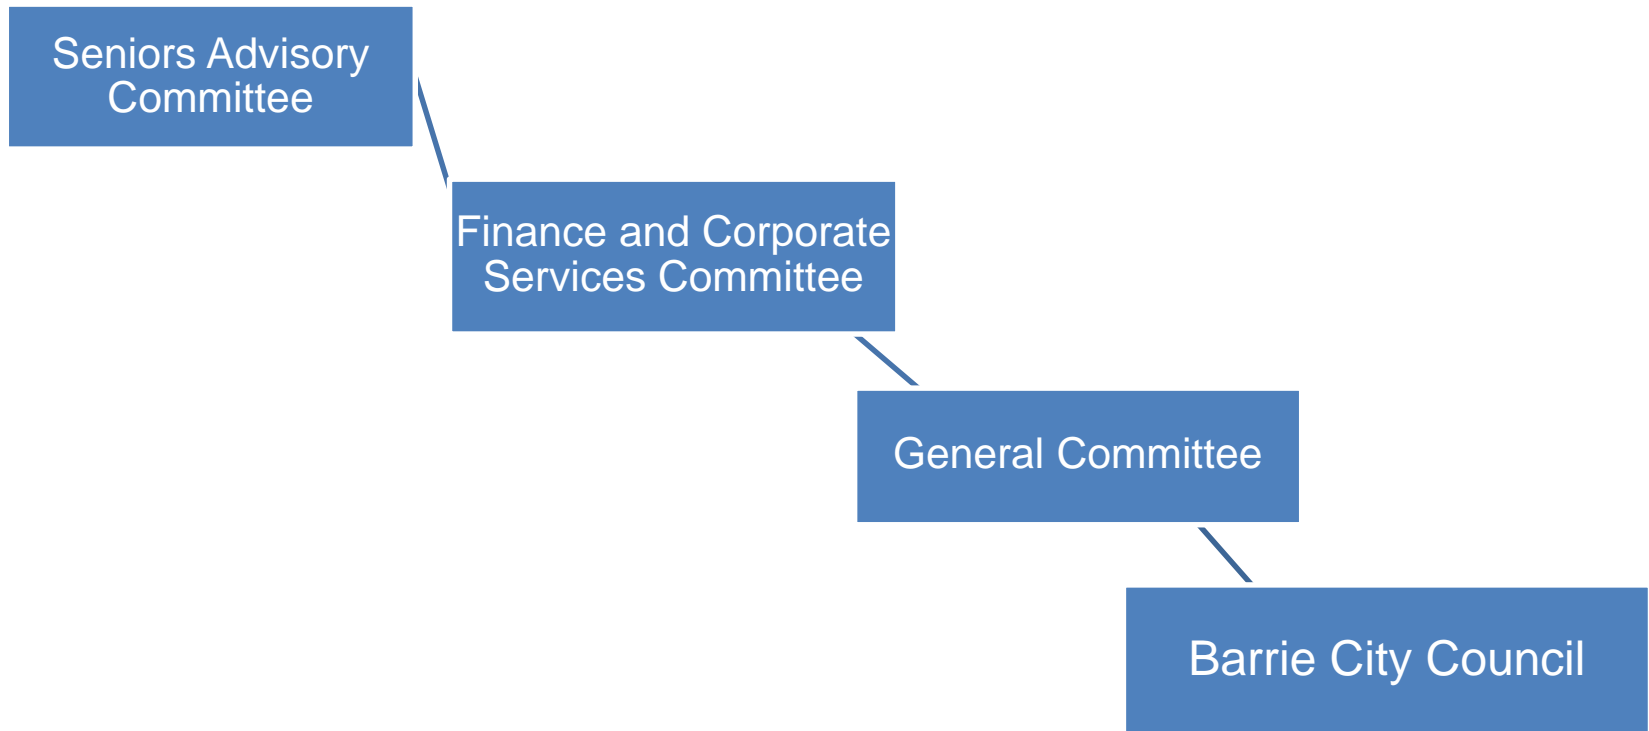 Seniors Advisory
Committee
Finance and Corporate
Services Committee
General Committee
Barrie City Council